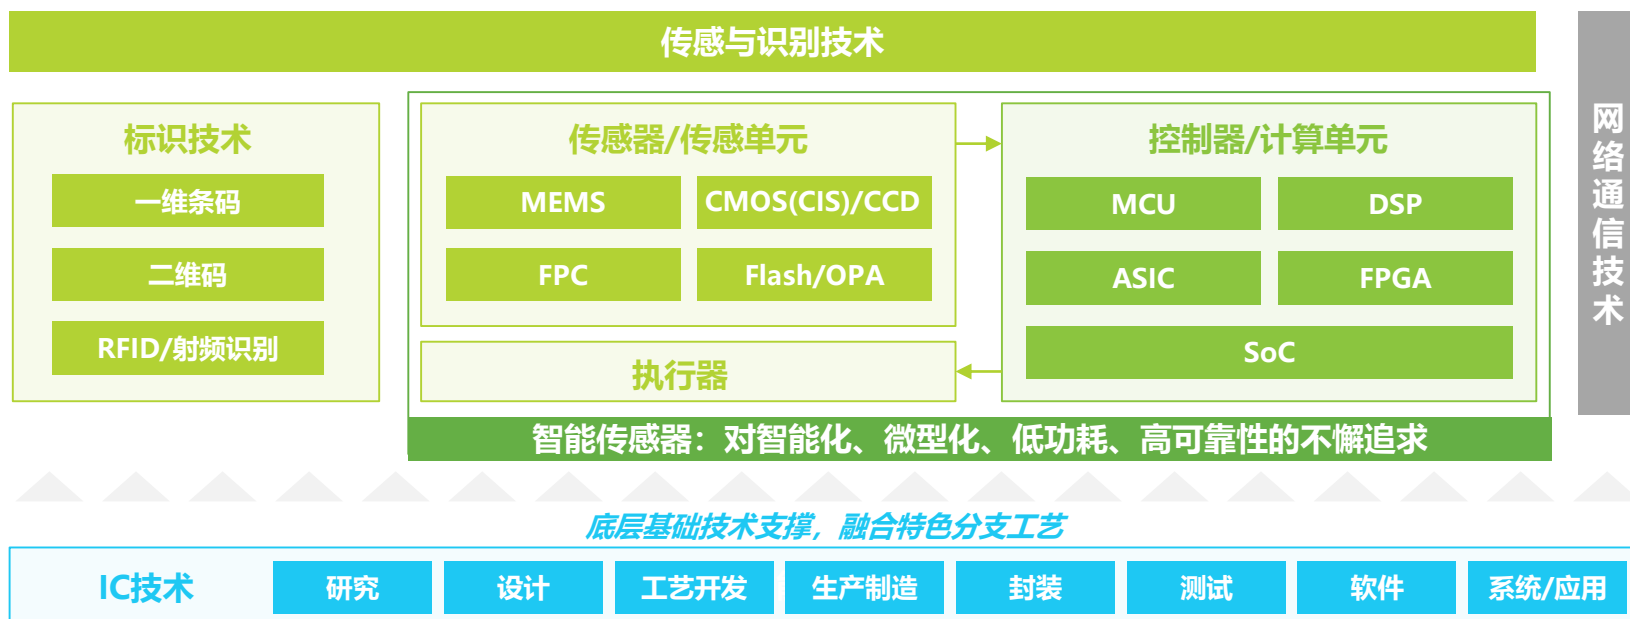 传感与识别技术
标识技术
一维条码
二维码
RFID/射频识别
传感器/传感单元
MEMS
CMOS(CIS)/CCD
FPC
Flash/OPA
执行器
控制器/计算单元
MCU
DSP
ASIC
FPGA
SoC
智能传感器：对智能化、微型化、低功耗、高可靠性的不懈追求
网络通信技术
底层基础技术支撑，融合特色分支工艺
IC技术
研究
设计
工艺开发
生产制造
封装
测试
软件
系统/应用